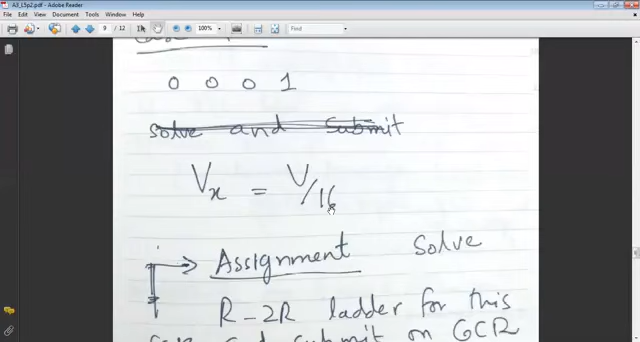 A3_L5p2.pdf - Adobe Reader
File Edit View Document Tools Window Help
9 / 12 100% Find
0 0 0 1
solve and submit
Vx = V/16
Assignment solve
R-2R ladder for this
and submit on GCR